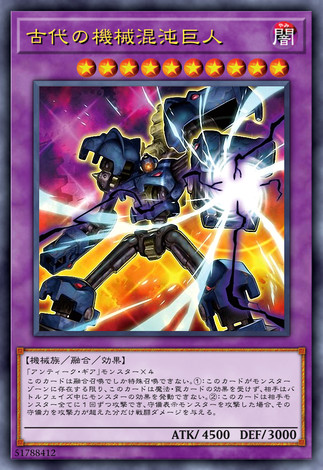 古代の機械混沌巨人
闇
やみ
【機械族/融合/効果】
「アンティーク・ギア」モンスター×4
このカードは融合召喚でしか特殊召喚できない。①:このカードがモンスター
ゾーンに存在する限り、このカードは魔法・罠カードの効果を受けず、相手はバ
トルフェイズ中にモンスターの効果を発動できない。②:このカードは相手モ
ンスター全てに1回ずつ攻撃でき、守備表示モンスターを攻撃した場合、その
守備力を攻撃力が超えた分だけ戦闘ダメージを与える。
ATK/ 4500 DEF/3000
51788412